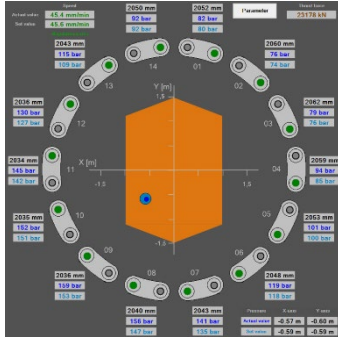 Speed
Actual value 45.4 mm/min
Set value 45.6 mm/min
Parameter
Thrust force
23178 kN
2050 mm
92 bar
92 bar
2052 mm
82 bar
80 bar
2043 mm
115 bar
109 bar
2060 mm
76 bar
74 bar
14
01
13
02
Y [m]
1,5
2036 mm
130 bar
127 bar
2062 mm
79 bar
76 bar
12
03
2034 mm
145 bar
142 bar
X [m]
2059 mm
94 bar
85 bar
11
-1,5
1,5
04
2035 mm
152 bar
151 bar
2053 mm
101 bar
100 bar
10
05
-1,5
2036 mm
159 bar
153 bar
2048 mm
119 bar
118 bar
09
06
08
07
2040 mm
158 bar
147 bar
2043 mm
141 bar
135 bar
X-axis
Y-axis
Actual value -0.57 m -0.60 m
Set value -0.59 m -0.59 m